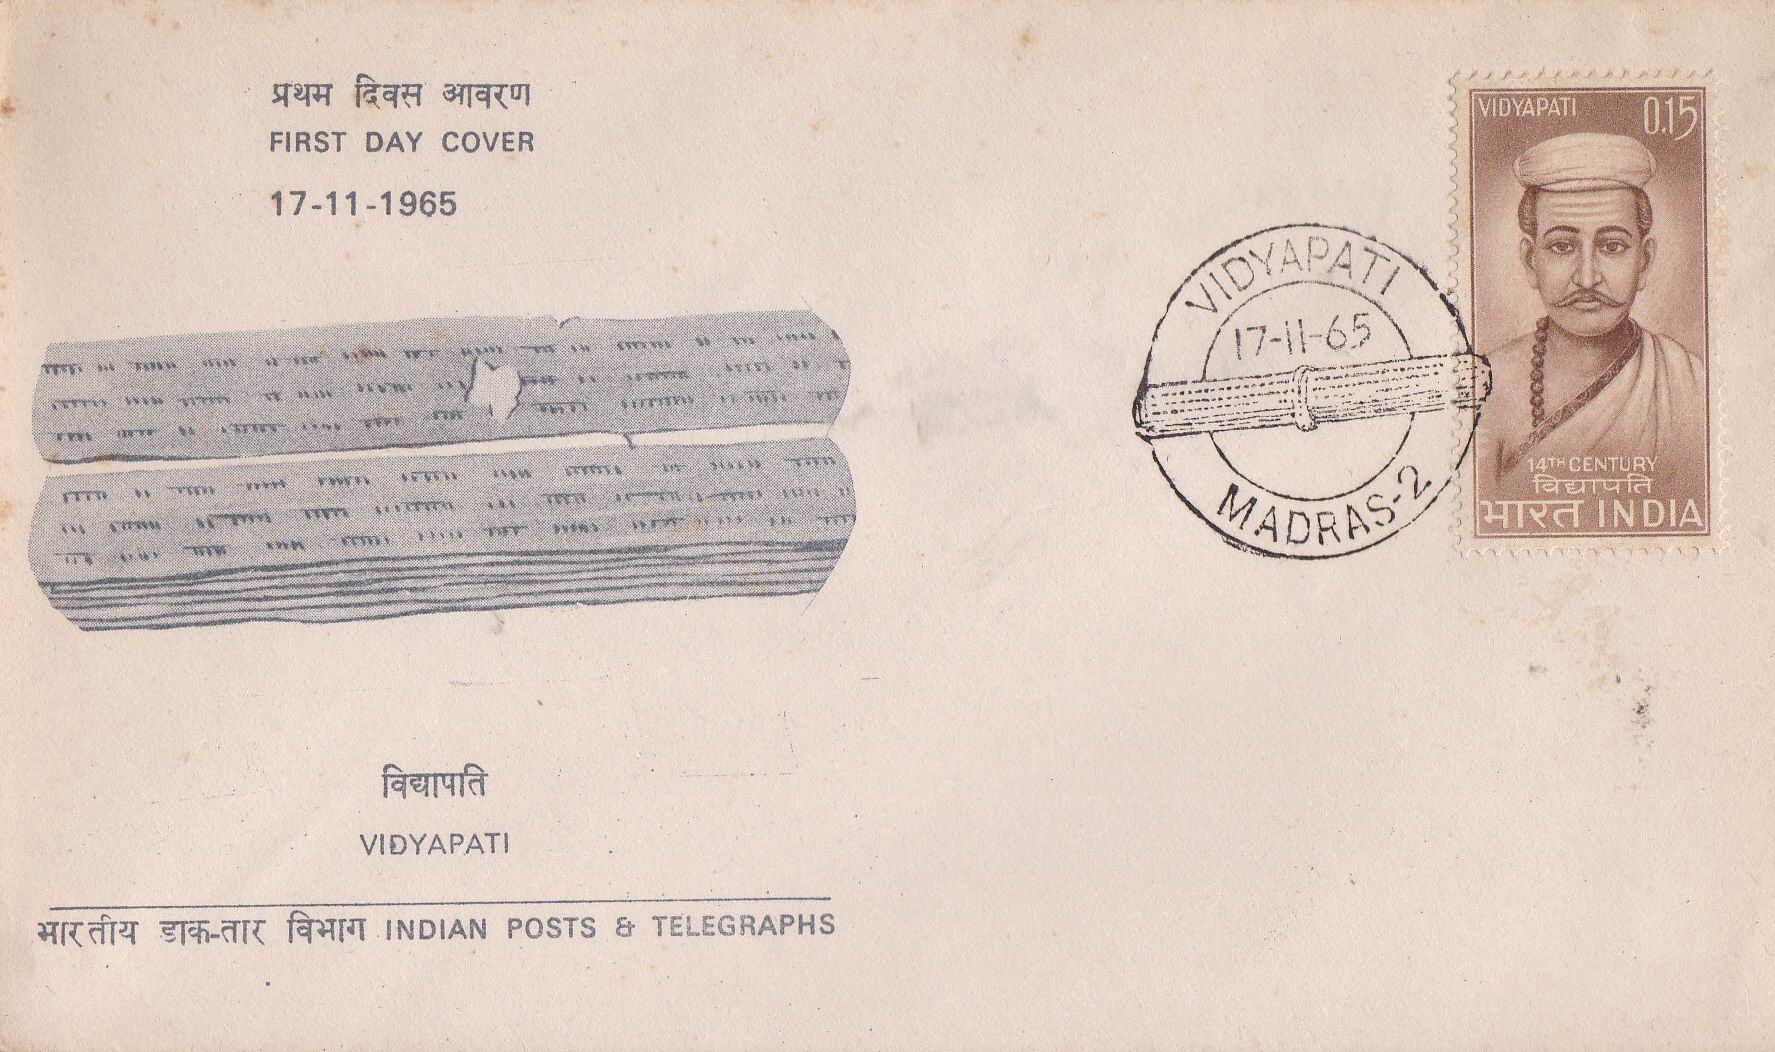 प्रथम दिवस आवरण
FIRST DAY COVER
17-11-1965
विद्यापति
VIDYAPATI
भारतीय डाक-तार विभाग INDIAN POSTS & TELEGRAPHS
VIDYAPATI
17-11-65
MADRAS-2
VIDYAPATI 0.15
14TH CENTURY
विद्यापति
भारत INDIA